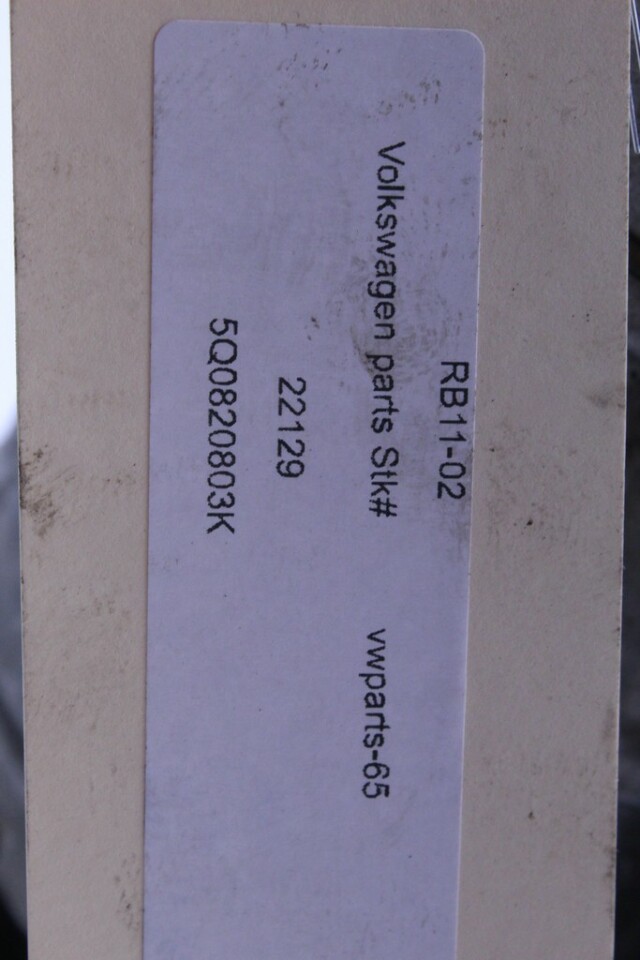 RB11-02
Volkswagen parts Stk# vwparts-65
22129
5Q0820803K